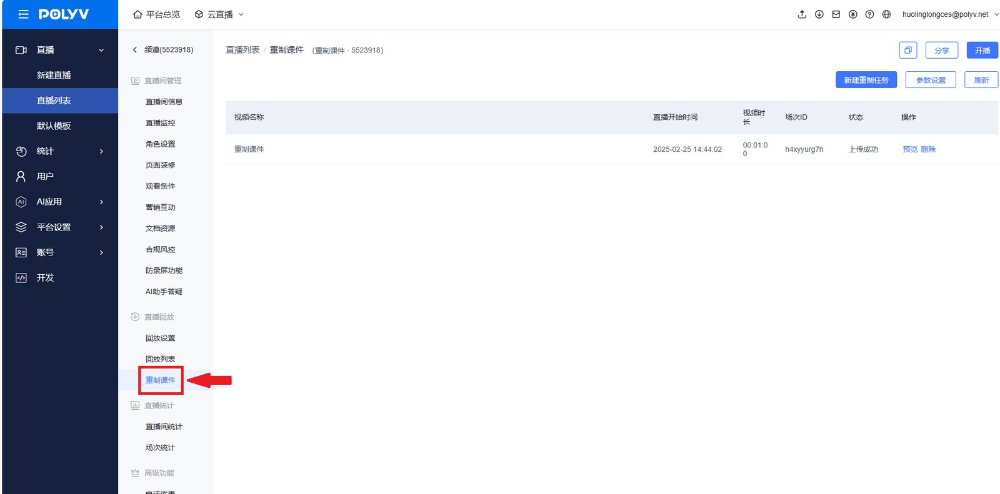 POLYV
平台总览
云直播
huolinglongces@polyv.net
直播
新建直播
直播列表
默认模板
统计
用户
AI应用
平台设置
账号
开发
频道(5523918)
直播间管理
直播间信息
直播监控
角色设置
页面装修
观看条件
营销互动
文档资源
合规风控
防录屏功能
AI助手答疑
直播回放
回放设置
回放列表
重制课件
直播统计
直播间统计
场次统计
高级功能
直播列表 / 重制课件 (重制课件 - 5523918)
分享
开播
新建重制任务
参数设置
刷新
视频名称 直播开始时间 视频时
长 场次ID 状态 操作
重制课件 2025-02-25 14:44:02 00:01:0
0 h4xyyurg7h 上传成功 预览 删除